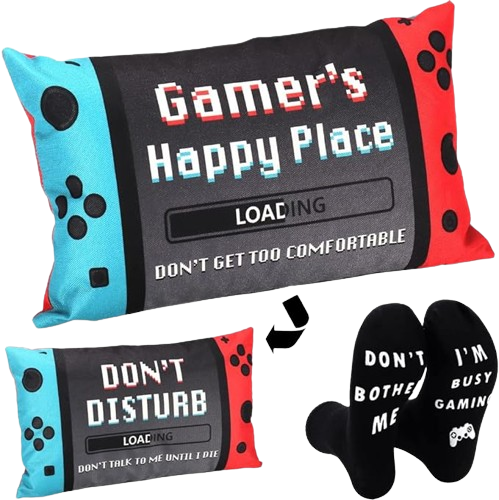 Gamer's
Happy Place
LOADING
DON'T GET TOO COMFORTABLE
DON'T
DISTURB
LOADING
DON'T TALK TO ME UNTIL I DIE
DON'T
BOTHE
ME
I'M
BUSY
GAMING